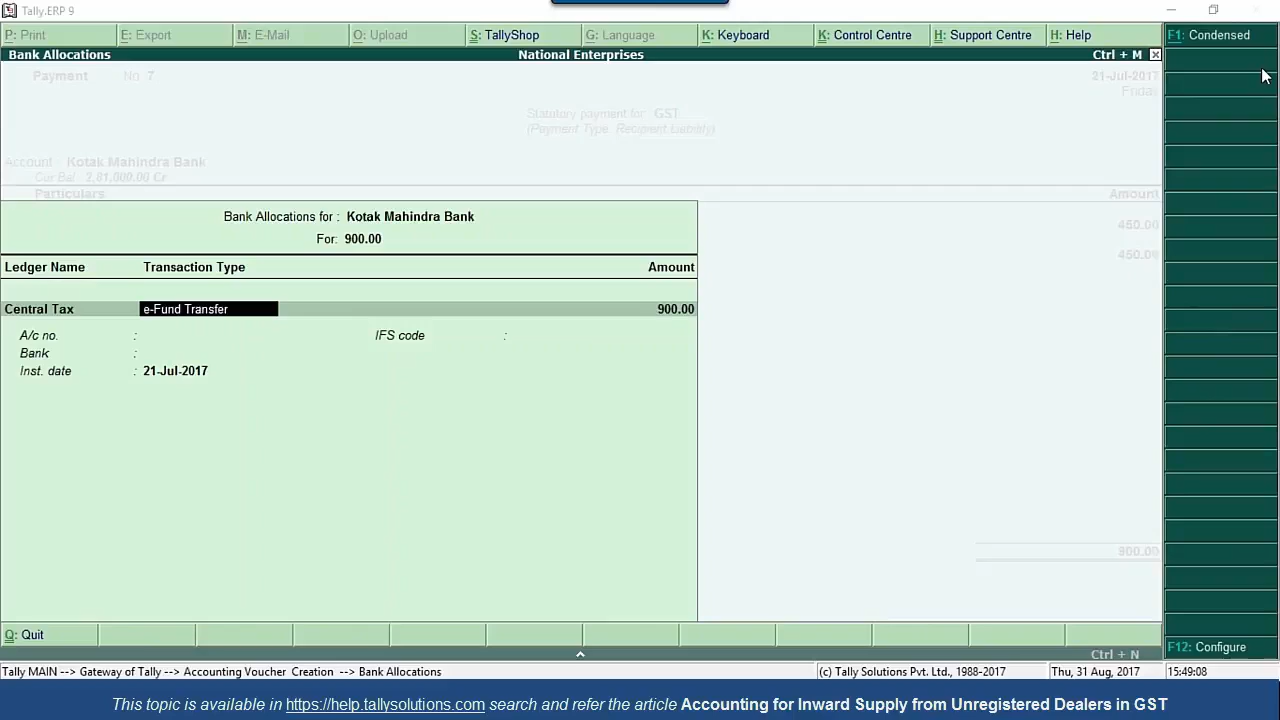 Tally.ERP 9
P: Print E: Export M: E-Mail O: Upload S: TallyShop G: Language K: Keyboard K: Control Centre H: Support Centre H: Help F1: Condensed
Bank Allocations National Enterprises Ctrl + M
Payment No. 7 21-Jul-2017
Friday
Statutory payment for: GST
(Payment Type: Recipient Liability)
Account : Kotak Mahindra Bank
Cur Bal: 2,81,000.00 Cr
Particulars Amount
Bank Allocations for : Kotak Mahindra Bank
450.00
For: 900.00
450.00
Ledger Name Transaction Type Amount
Central Tax e-Fund Transfer 900.00
A/c no. : IFS code :
Bank :
Inst. date : 21-Jul-2017
900.00
Q: Quit
F12: Configure
Ctrl + N
Tally MAIN --> Gateway of Tally --> Accounting Voucher Creation --> Bank Allocations (c) Tally Solutions Pvt. Ltd., 1988-2017 Thu, 31 Aug, 2017 15:49:08
This topic is available in https://help.tallysolutions.com search and refer the article Accounting for Inward Supply from Unregistered Dealers in GST